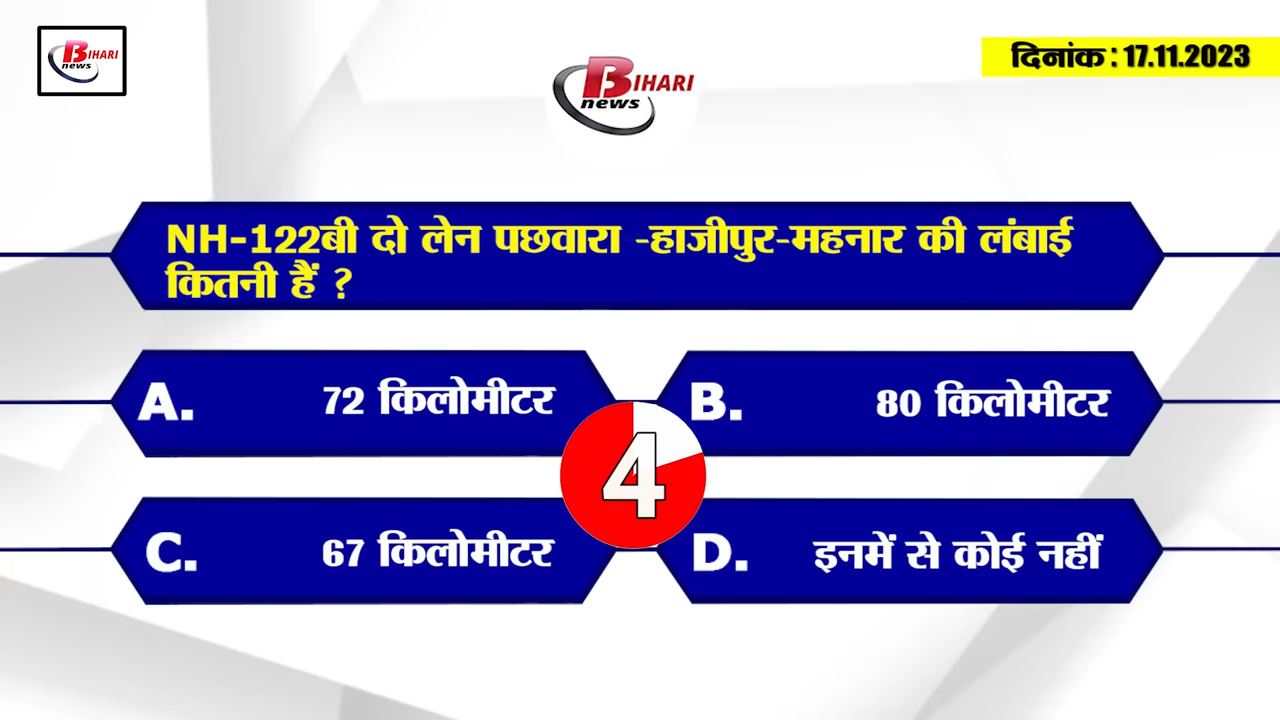 BIHARI
news
BIHARI
news
दिनांक : 17.11.2023
NH-122बी दो लेन पछवारा -हाजीपुर-महनार की लंबाई
कितनी हैं ?
A. 72 किलोमीटर
B. 80 किलोमीटर
4
C. 67 किलोमीटर
D. इनमें से कोई नहीं